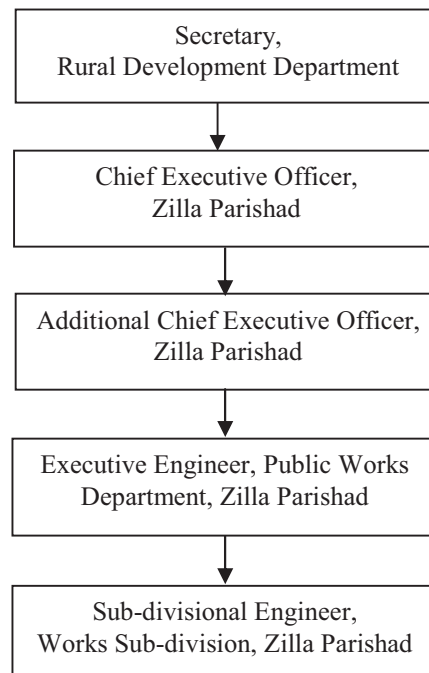 Secretary,
Rural Development Department
Chief Executive Officer,
Zilla Parishad
Additional Chief Executive Officer,
Zilla Parishad
Executive Engineer, Public Works
Department, Zilla Parishad
Sub-divisional Engineer,
Works Sub-division, Zilla Parishad